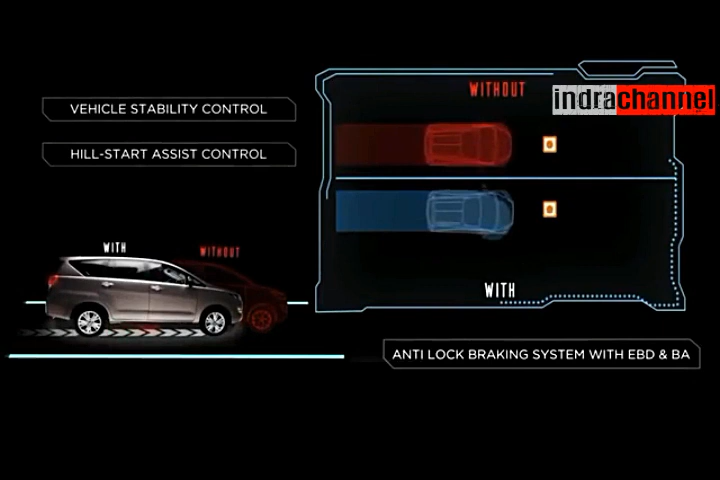 WITHOUT
indrachannel
VEHICLE STABILITY CONTROL
HILL-START ASSIST CONTROL
WITH
WITHOUT
WITH
ANTI LOCK BRAKING SYSTEM WITH EBD & BA